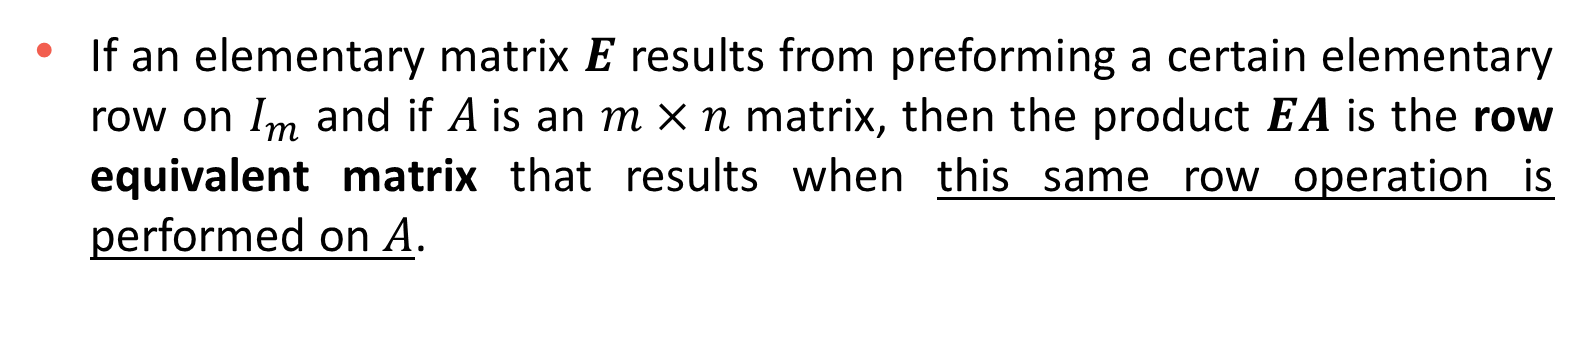 • If an elementary matrix E results from preforming a certain elementary
row on Iₘ and if A is an m × n matrix, then the product EA is the row
equivalent matrix that results when this same row operation is
performed on A.